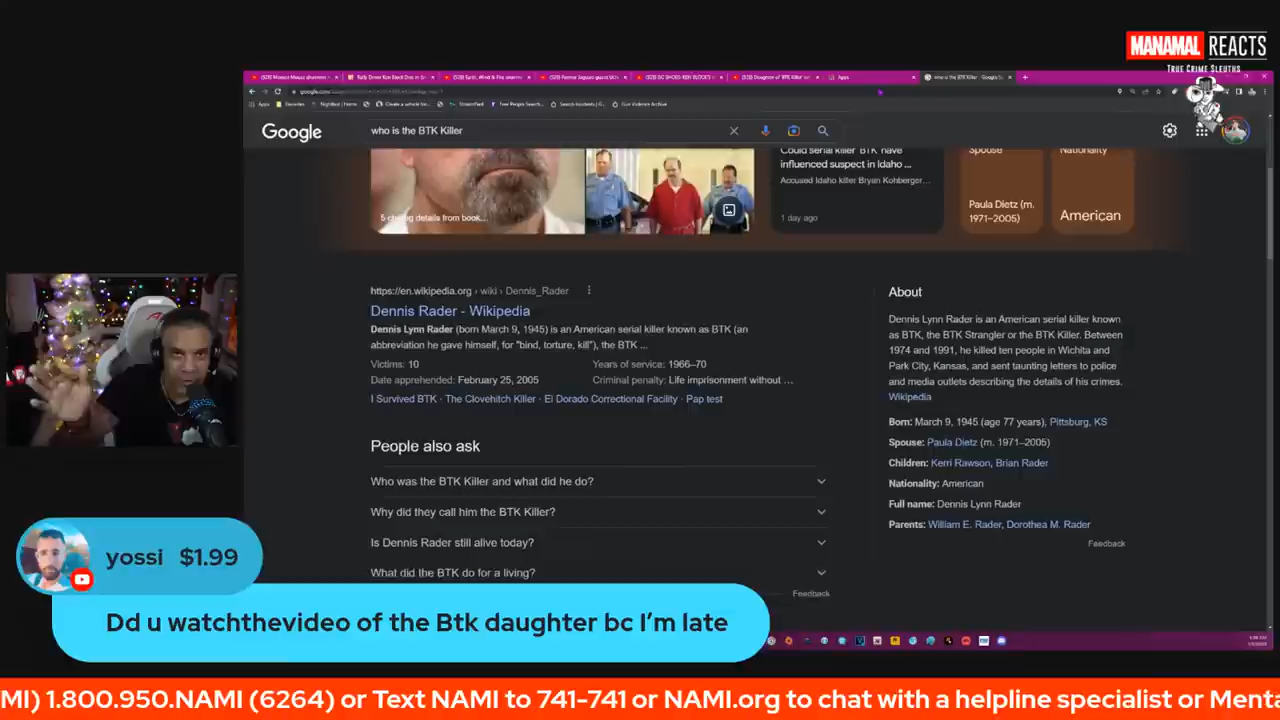 MANAMAL REACTS
TRUE CRIME SLEUTHS
Apps
Google
who is the BTK Killer
5 chilling details from book...
Could serial killer 'BTK' have
influenced suspect in Idaho ...
Accused Idaho killer Bryan Kohberger...
1 day ago
Spouse
Paula Dietz (m.
1971–2005)
Nationality
American
https://en.wikipedia.org › wiki › Dennis_Rader
Dennis Rader - Wikipedia
Dennis Lynn Rader (born March 9, 1945) is an American serial killer known as BTK (an
abbreviation he gave himself, for "bind, torture, kill"), the BTK ...
Victims: 10
Years of service: 1966–70
Date apprehended: February 25, 2005
Criminal penalty: Life imprisonment without ...
I Survived BTK · The Clovehitch Killer · El Dorado Correctional Facility · Pap test
People also ask
Who was the BTK Killer and what did he do?
Why did they call him the BTK Killer?
Is Dennis Rader still alive today?
What did the BTK do for a living?
Feedback
About
Dennis Lynn Rader is an American serial killer known
as BTK, the BTK Strangler or the BTK Killer. Between
1974 and 1991, he killed ten people in Wichita and
Park City, Kansas, and sent taunting letters to police
and media outlets describing the details of his crimes.
Wikipedia
Born: March 9, 1945 (age 77 years), Pittsburg, KS
Spouse: Paula Dietz (m. 1971–2005)
Children: Kerri Rawson, Brian Rader
Nationality: American
Full name: Dennis Lynn Rader
Parents: William E. Rader, Dorothea M. Rader
Feedback
yossi $1.99
Dd u watchthevideo of the Btk daughter bc I'm late
MI) 1.800.950.NAMI (6264) or Text NAMI to 741-741 or NAMI.org to chat with a helpline specialist or Menta